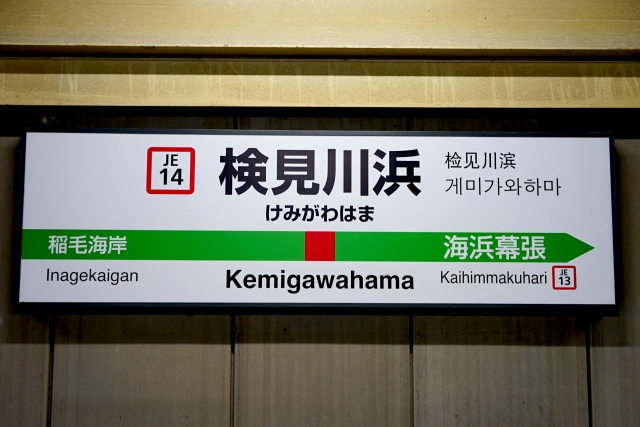 JE
14
検見川浜
けみがわはま
检见川滨
게미가와하마
稲毛海岸
海浜幕張
Inagekaigan
Kemigawahama
Kaihimmakuhari
JE
13